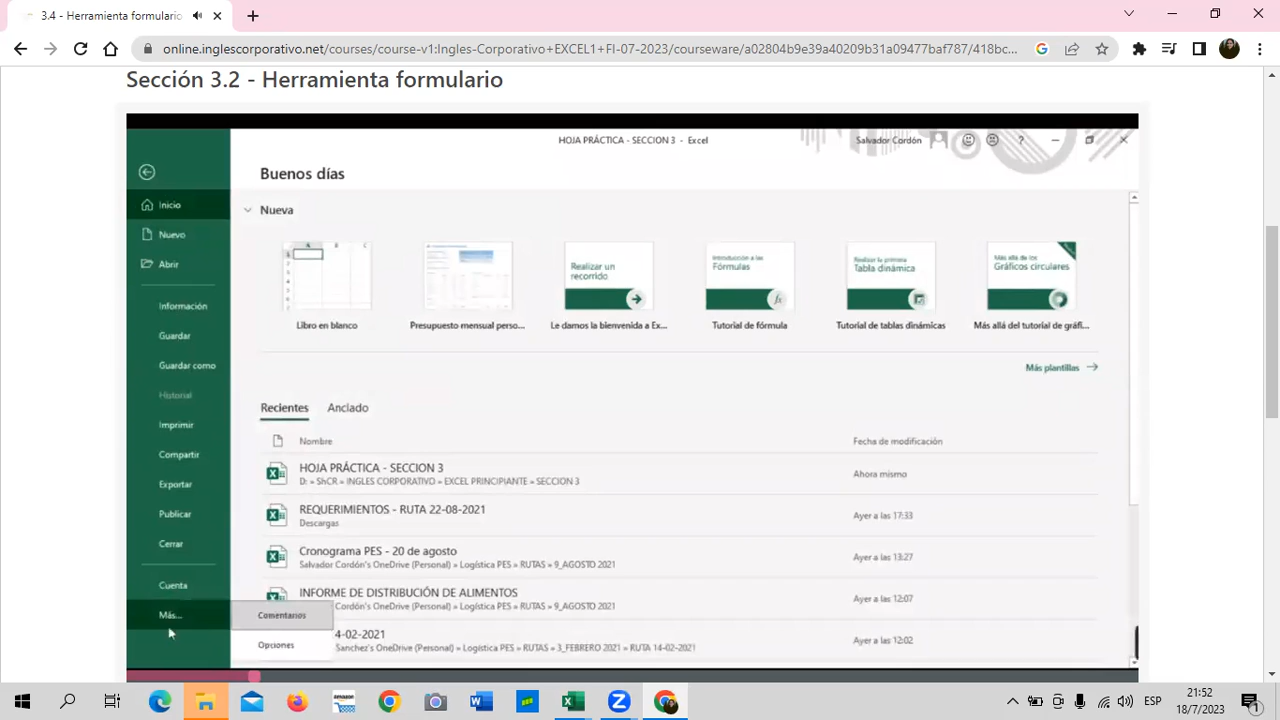 3.4 - Herramienta formulario
online.inglescorporativo.net/courses/course-v1:Ingles-Corporativo+EXCEL1+FI-07-2023/courseware/a02804b9e39a40209b31a09477baf787/418bc...
Sección 3.2 - Herramienta formulario
HOJA PRÁCTICA - SECCION 3 - Excel
Salvador Cordón
?
Buenos días
Inicio
Nueva
Nuevo
Abrir
Información
Guardar
Guardar como
Historial
Imprimir
Compartir
Exportar
Publicar
Cerrar
Cuenta
Más...
Comentarios
Opciones
Realizar un recorrido
Introducción a las Fórmulas
fx
Realizar la primera Tabla dinámica
Más allá de los Gráficos circulares
Libro en blanco
Presupuesto mensual perso...
Le damos la bienvenida a Ex...
Tutorial de fórmula
Tutorial de tablas dinámicas
Más allá del tutorial de gráfi...
Más plantillas
Recientes Anclado
Nombre Fecha de modificación
HOJA PRÁCTICA - SECCION 3
D: » ShCR » INGLES CORPORATIVO » EXCEL PRINCIPIANTE » SECCION 3
Ahora mismo
REQUERIMIENTOS - RUTA 22-08-2021
Descargas
Ayer a las 17:33
Cronograma PES - 20 de agosto
Salvador Cordón's OneDrive (Personal) » Logística PES » RUTAS » 9_AGOSTO 2021
Ayer a las 13:27
INFORME DE DISTRIBUCIÓN DE ALIMENTOS
Cordón's OneDrive (Personal) » Logística PES » RUTAS » 9_AGOSTO 2021
Ayer a las 12:07
4-02-2021
Sanchez's OneDrive (Personal) » Logística PES » RUTES » 3_FEBRERO 2021 » RUTA 14-02-2021
Ayer a las 12:02
amazon
ESP
21:52
18/7/2023
1